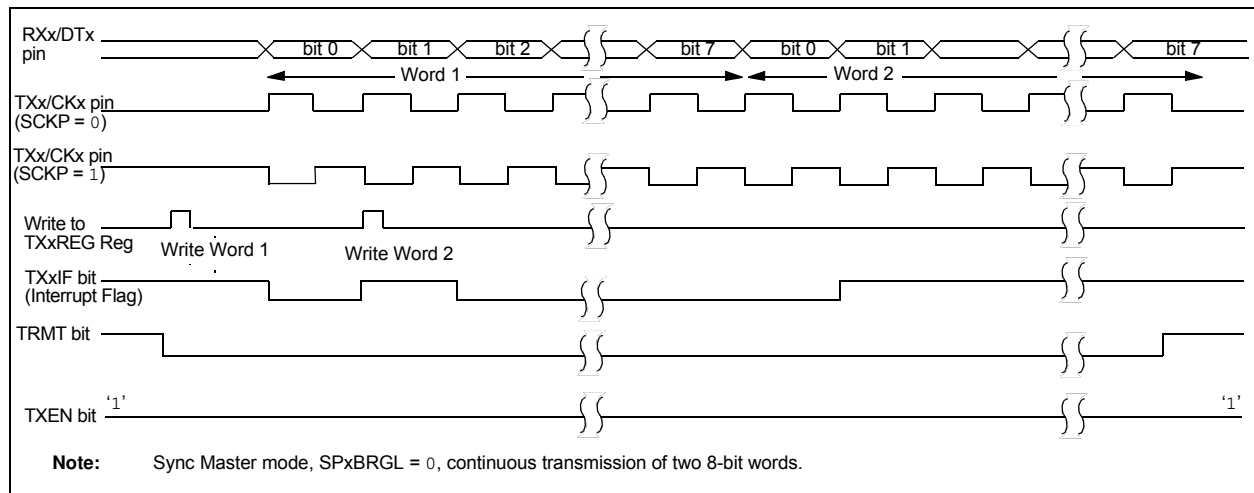 RXx/DTx
pin
bit 0 bit 1 bit 2 bit 7 bit 0 bit 1 bit 7
Word 1 Word 2
TXx/CKx pin
(SCKP = 0)
TXx/CKx pin
(SCKP = 1)
Write to
TXxREG Reg
Write Word 1 Write Word 2
TXxIF bit
(Interrupt Flag)
TRMT bit
TXEN bit
‘1’ ‘1’
Note: Sync Master mode, SPxBRGL = 0, continuous transmission of two 8-bit words.